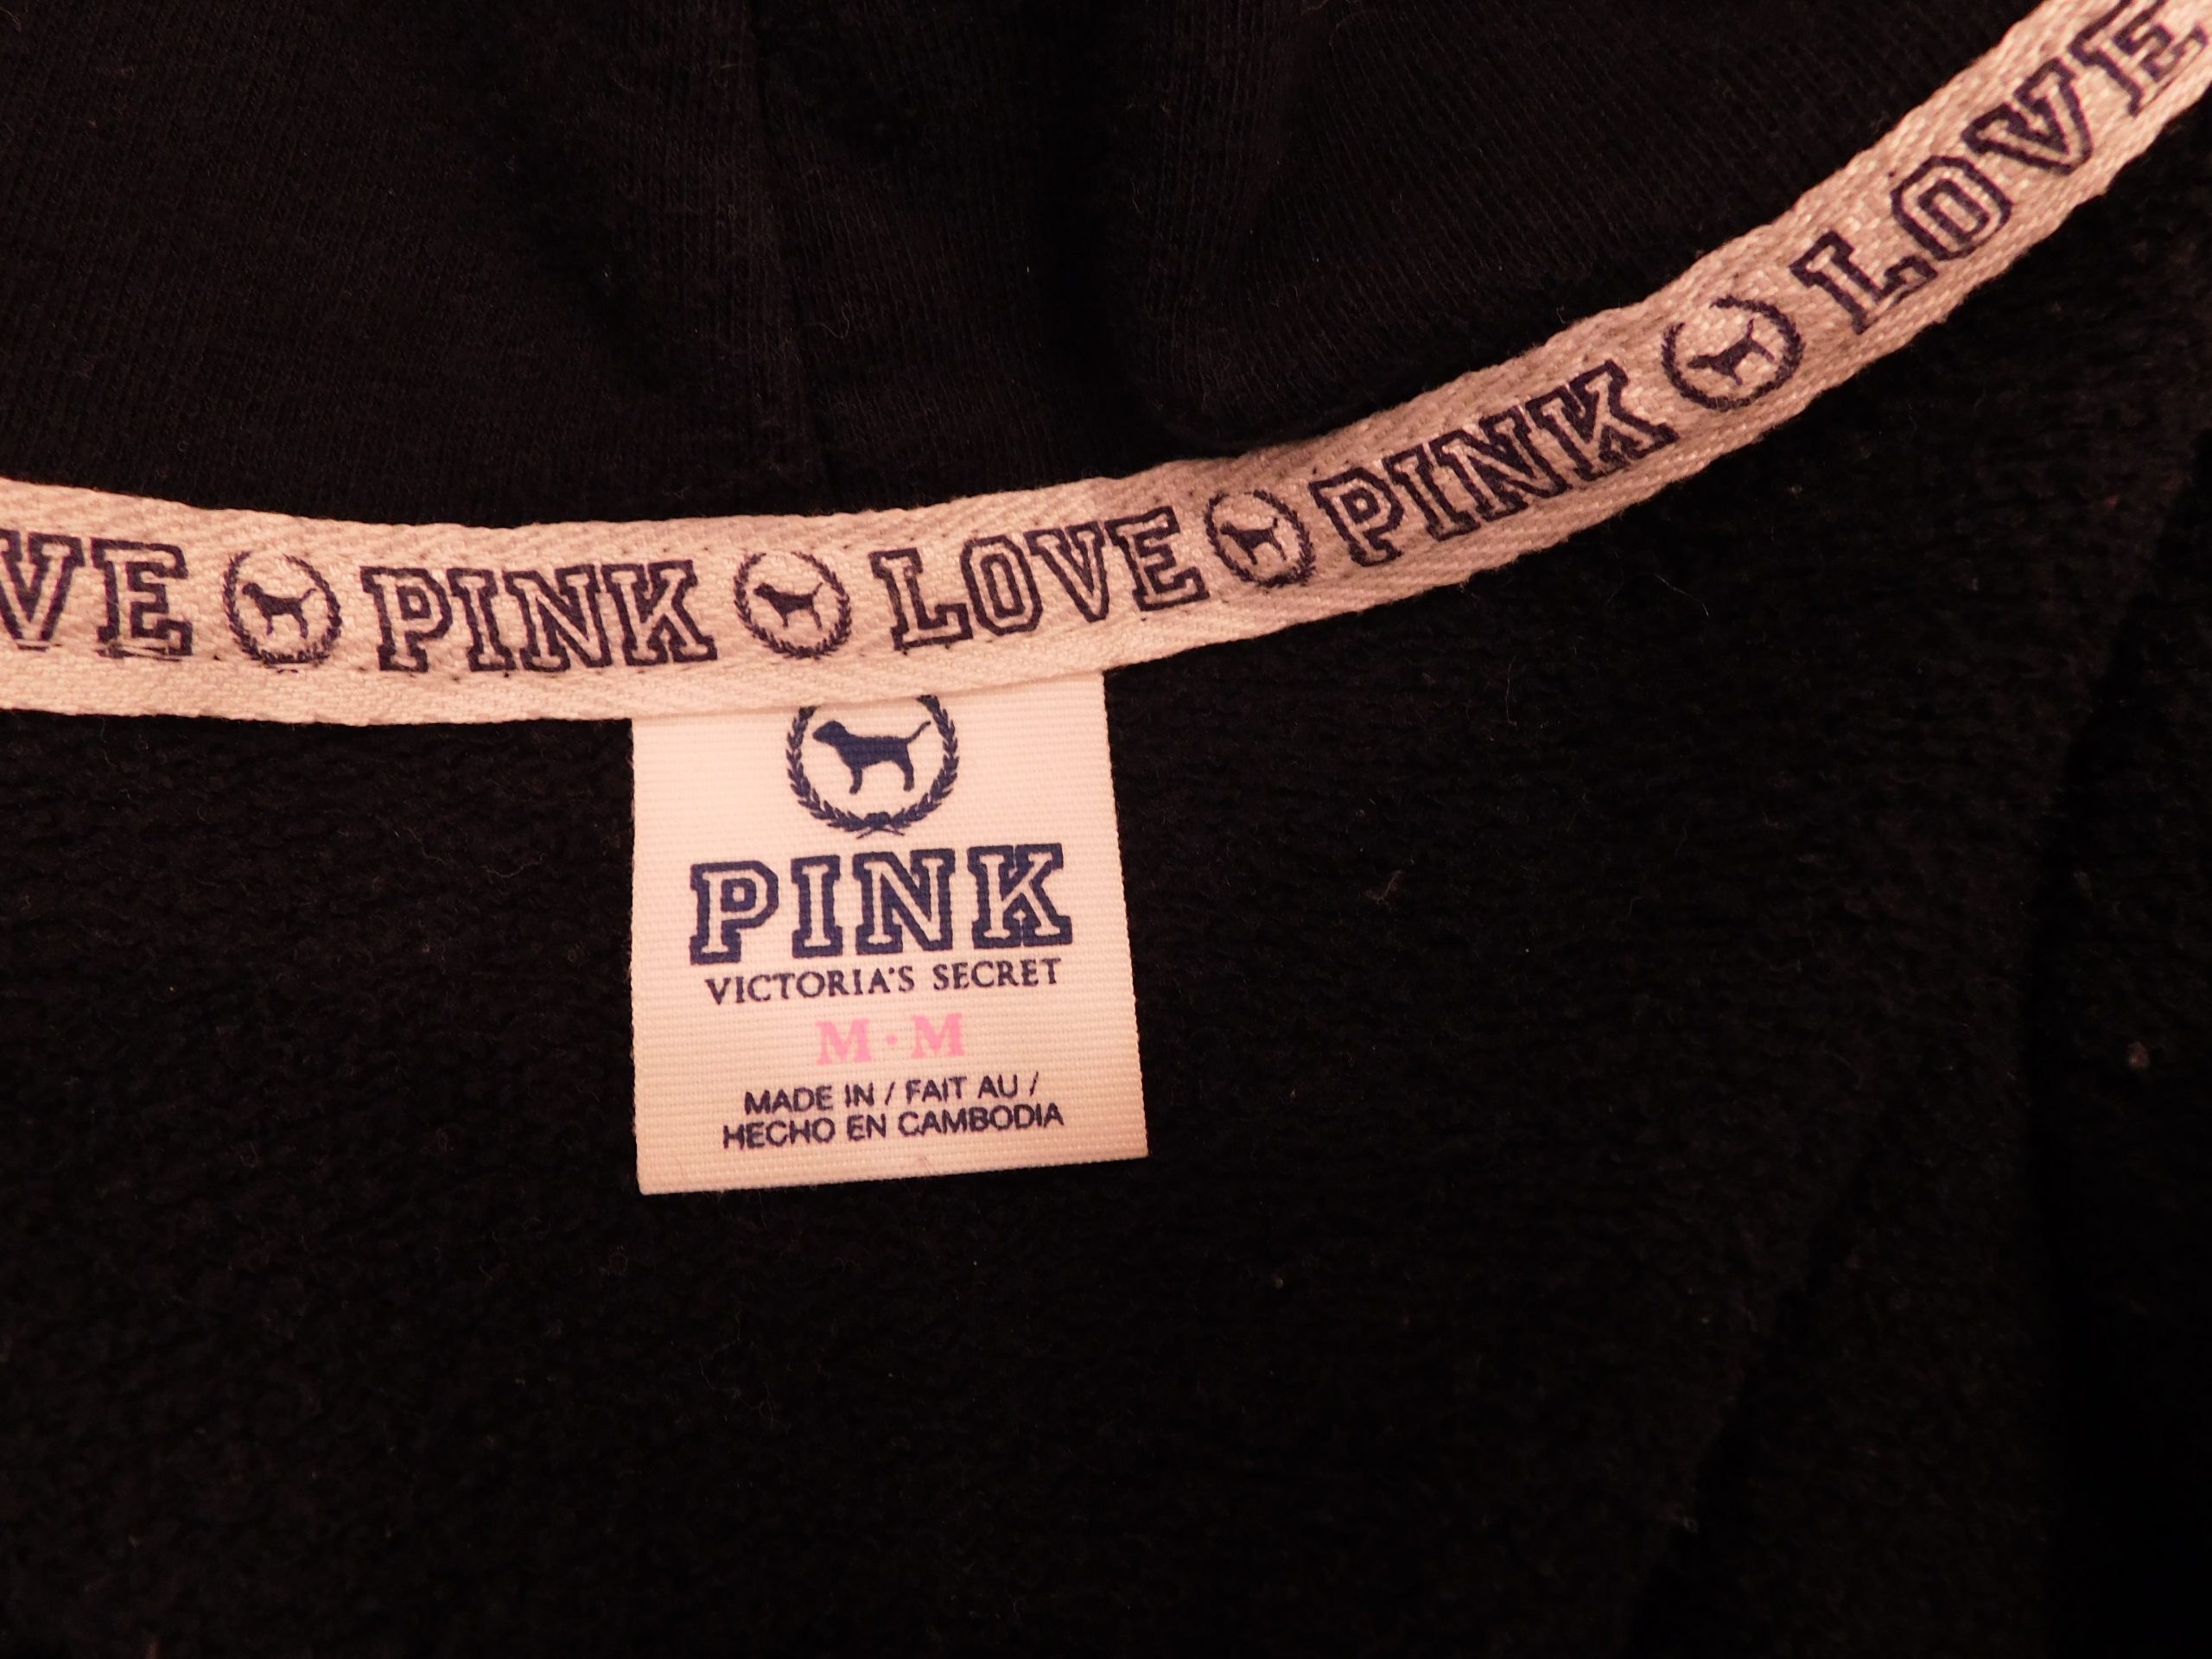 VE PINK LOVE PINK LOVE
PINK
VICTORIA'S SECRET
M·M
MADE IN / FAIT AU /
HECHO EN CAMBODIA